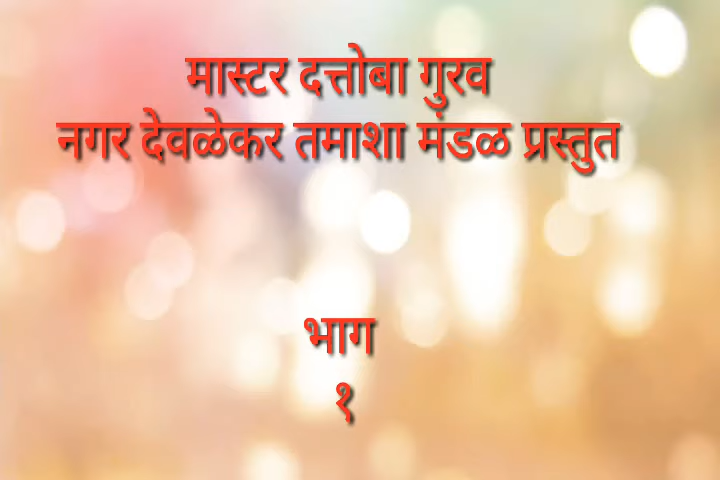 मास्टर दत्तोबा गुरव
नगर देवळेकर तमाशा मंडळ प्रस्तुत
भाग
१